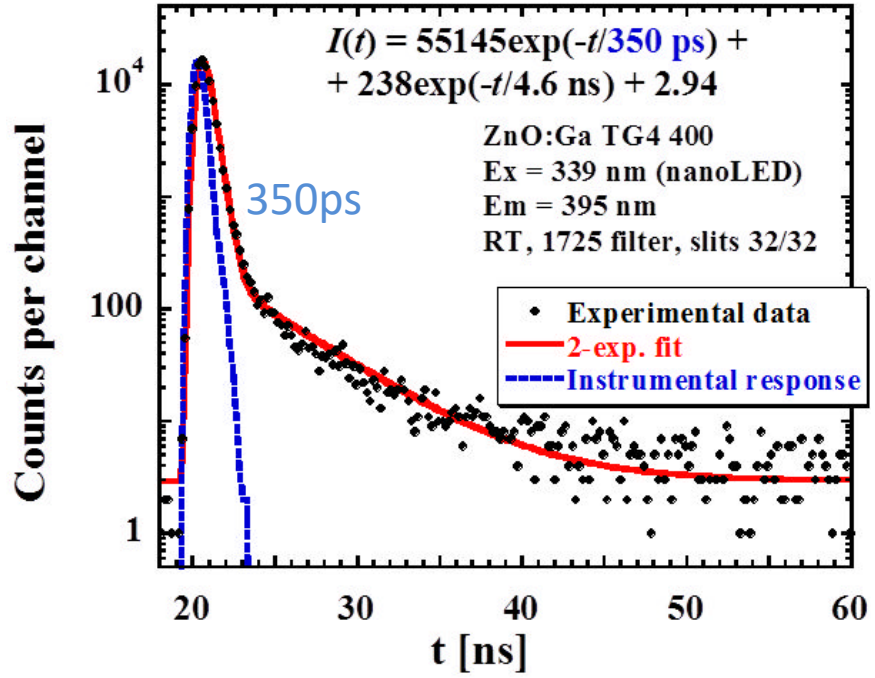 I(t) = 55145exp(-t/350 ps) +
+ 238exp(-t/4.6 ns) + 2.94
ZnO:Ga TG4 400
Ex = 339 nm (nanoLED)
Em = 395 nm
RT, 1725 filter, slits 32/32
350ps
Experimental data
2-exp. fit
Instrumental response
Counts per channel
10^4
100
1
20 30 40 50 60
t [ns]